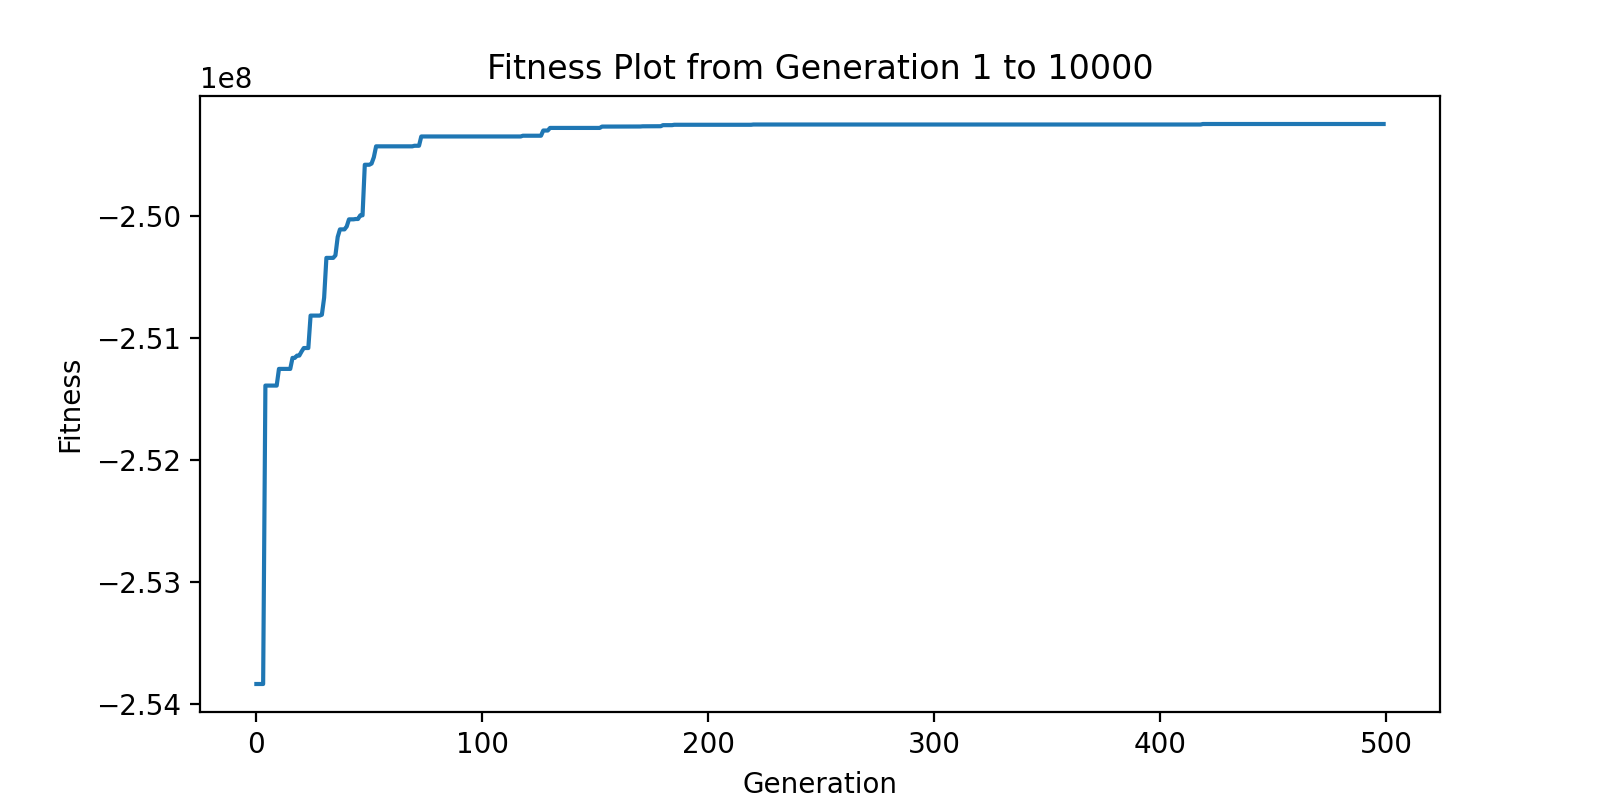 Fitness Plot from Generation 1 to 10000
1e8
−2.50
−2.51
−2.52
−2.53
−2.54
Fitness
0 100 200 300 400 500
Generation